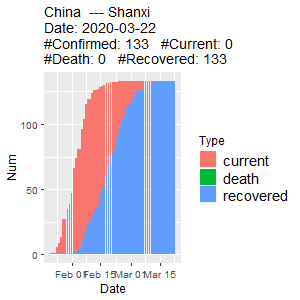 China --- Shanxi
Date: 2020-03-22
#Confirmed: 133 #Current: 0
#Death: 0 #Recovered: 133
Num
100
50
0
Feb 01 Feb 15 Mar 01 Mar 15
Date
Type
current
death
recovered